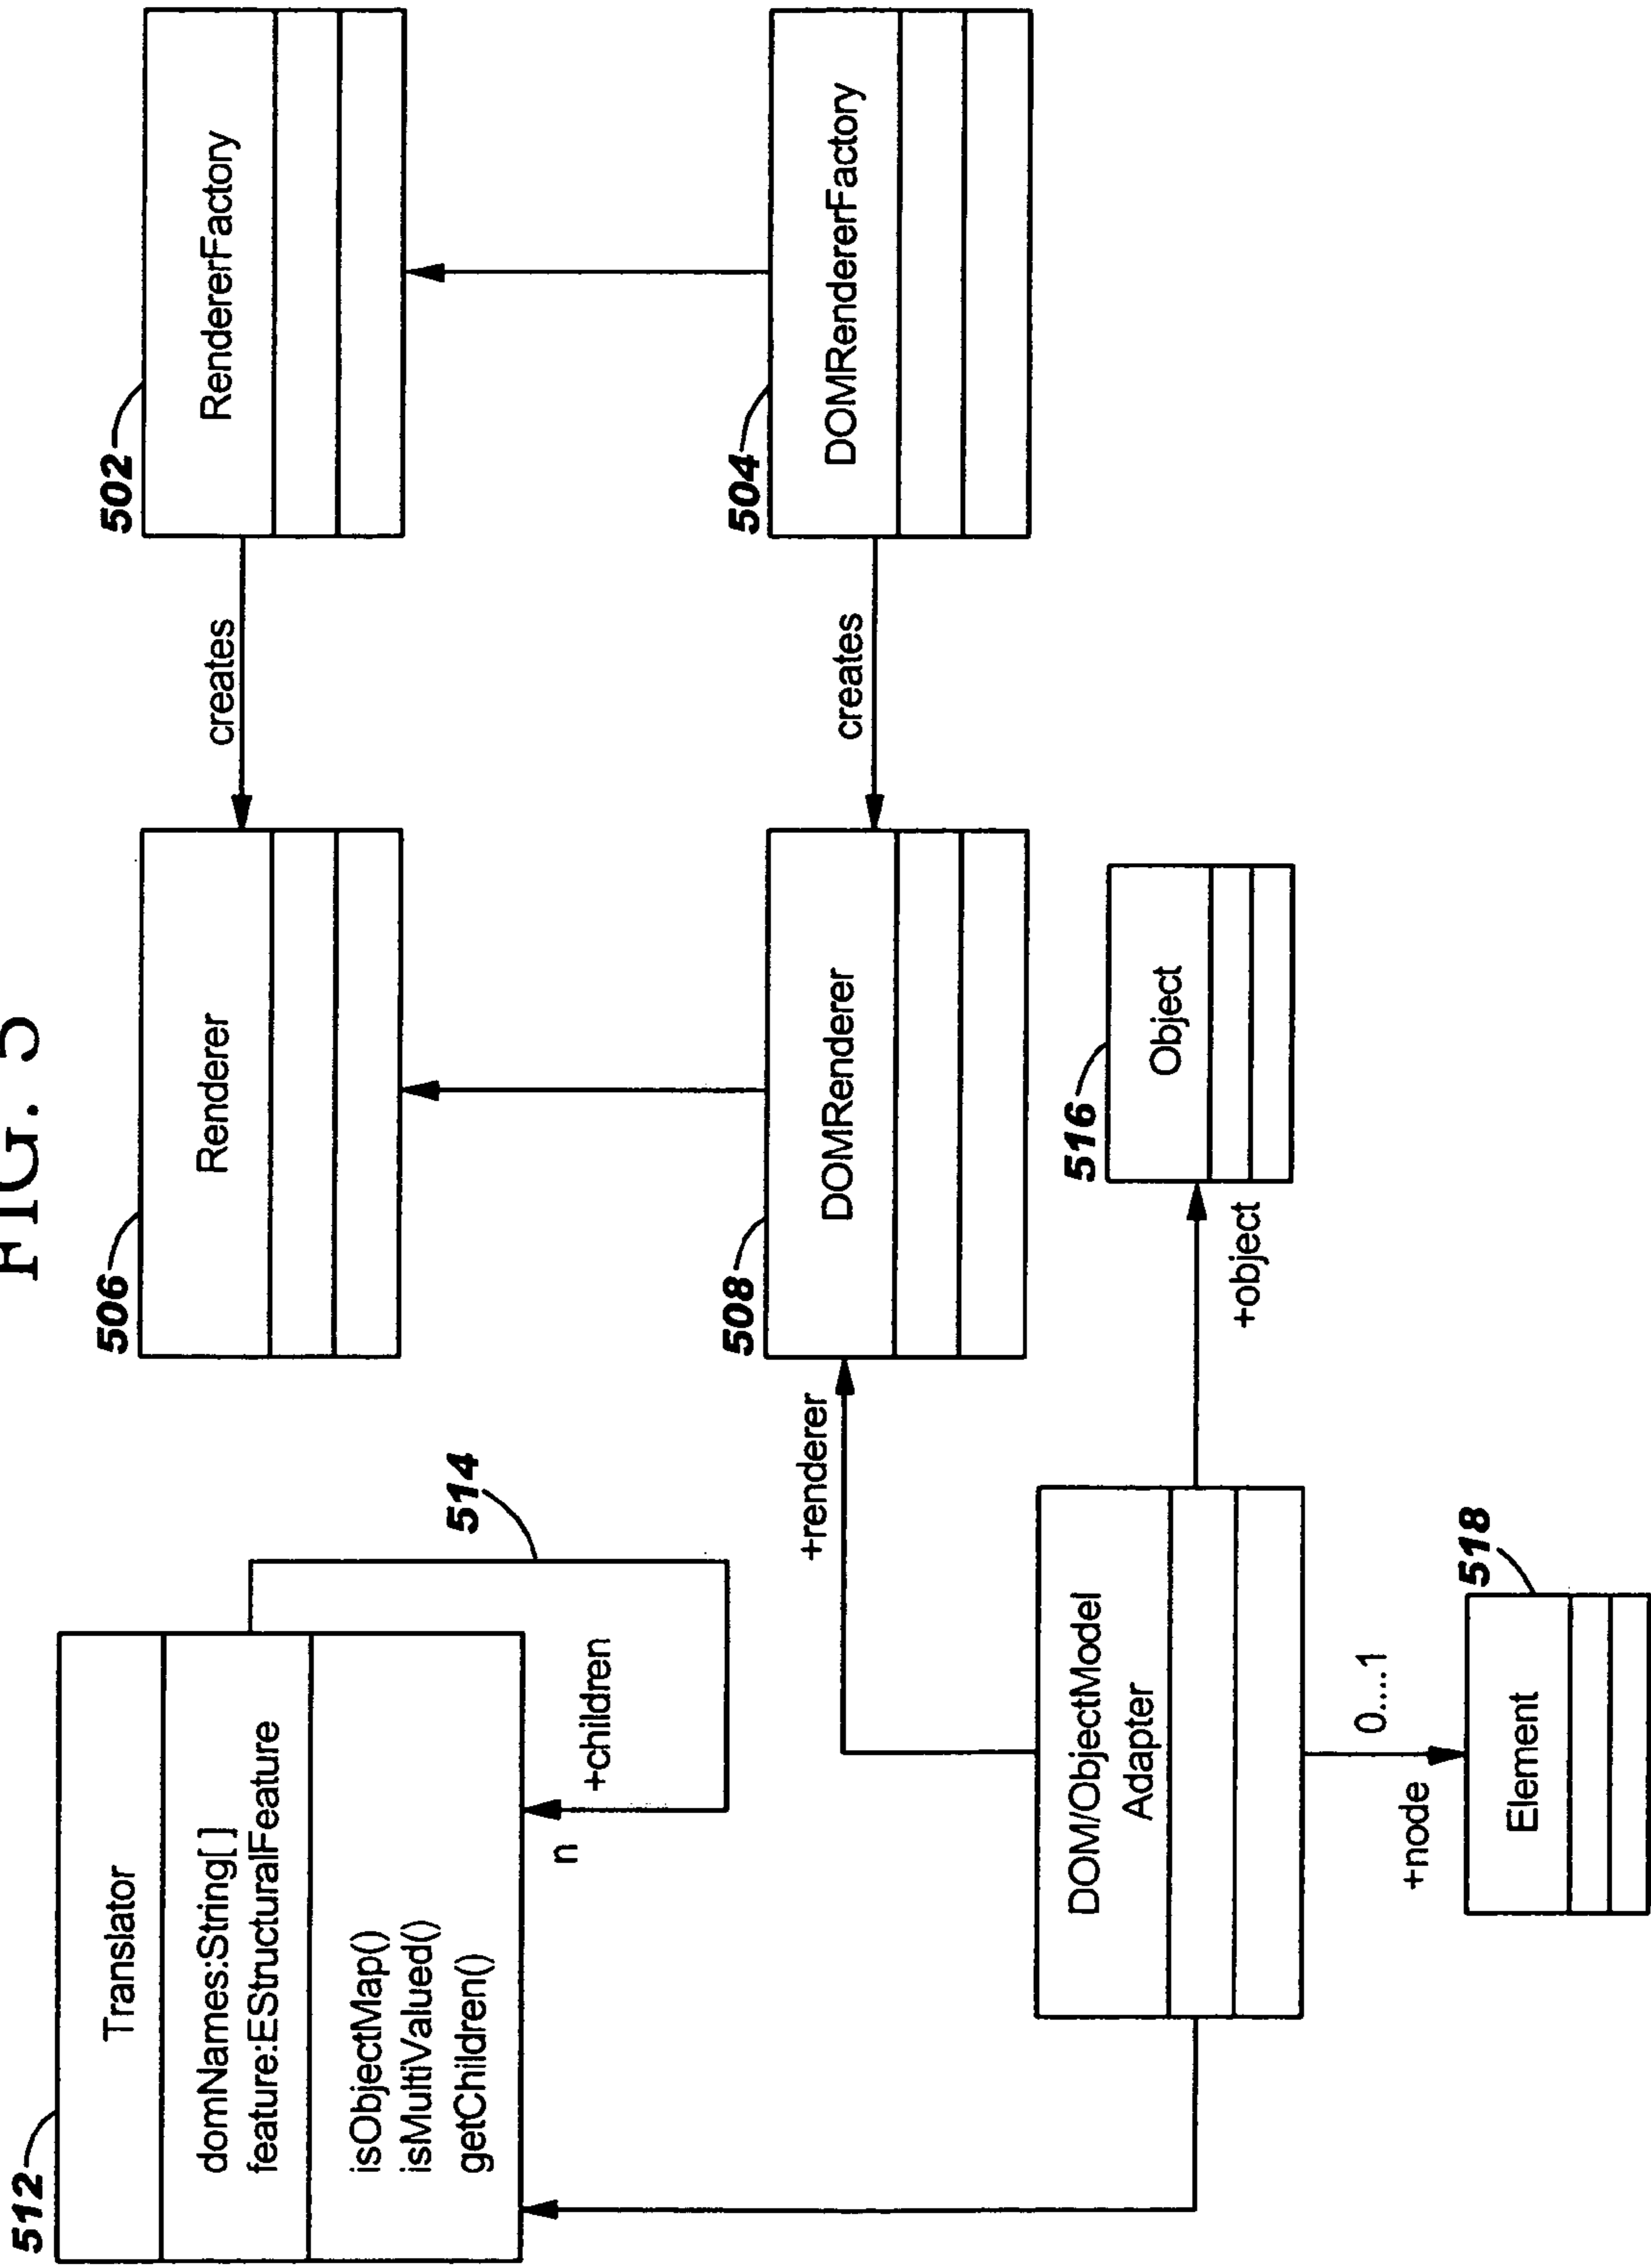 FIG. 5
512
Translator
domNames:String[ ]
feature:EStructuralFeature
isObjectMap()
isMultiValued()
getChildren()
514
+children
n
506
Renderer
creates
502
RendererFactory
+renderer
508
DOMRenderer
creates
504
DOMRendererFactory
DOM/ObjectModel
Adapter
+object
516
Object
+node
0...1
518
Element